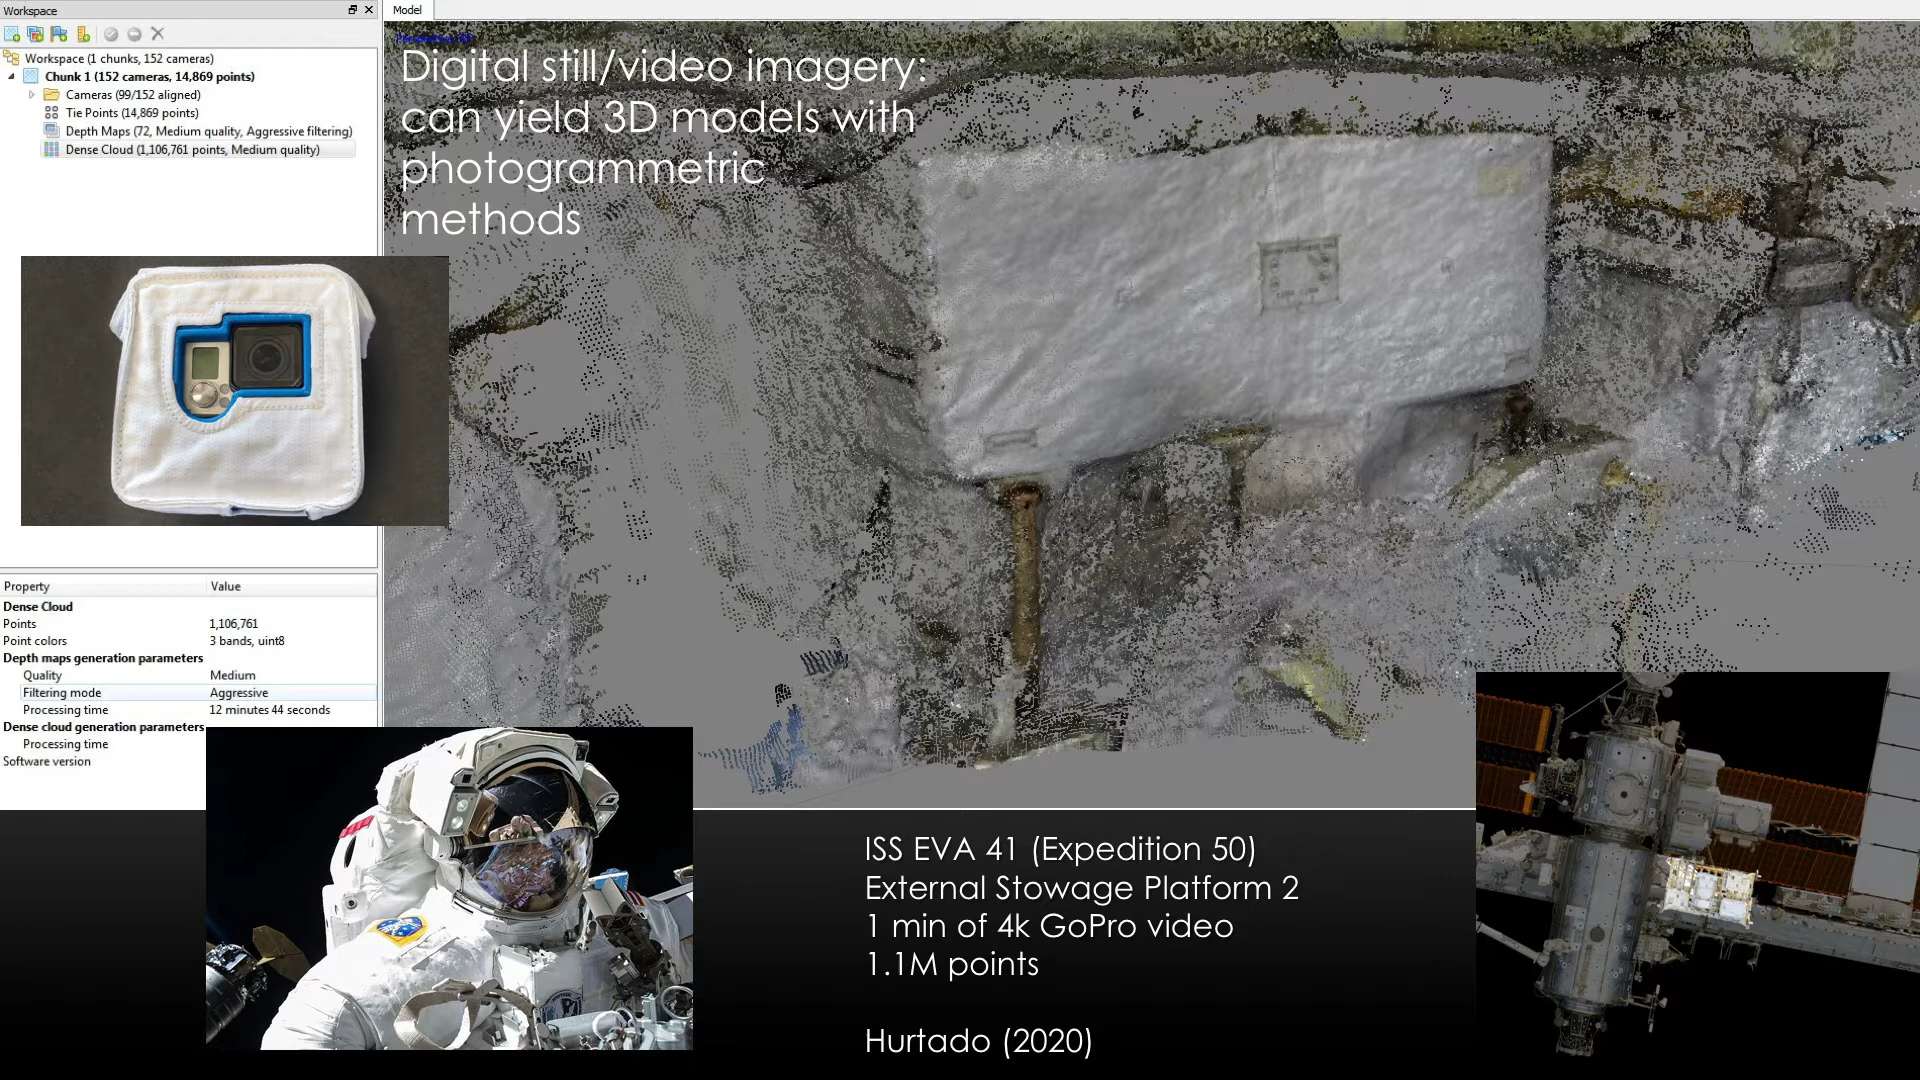 Workspace
Workspace (1 chunks, 152 cameras)
Chunk 1 (152 cameras, 14,869 points)
Cameras (99/152 aligned)
Tie Points (14,869 points)
Depth Maps (72, Medium quality, Aggressive filtering)
Dense Cloud (1,106,761 points, Medium quality)
Model
Digital still/video imagery:
can yield 3D models with
photogrammetric
methods
Property Value
Dense Cloud
Points 1,106,761
Point colors 3 bands, uint8
Depth maps generation parameters
Quality Medium
Filtering mode Aggressive
Processing time 12 minutes 44 seconds
Dense cloud generation parameters
Processing time
Software version
ISS EVA 41 (Expedition 50)
External Stowage Platform 2
1 min of 4k GoPro video
1.1M points
Hurtado (2020)